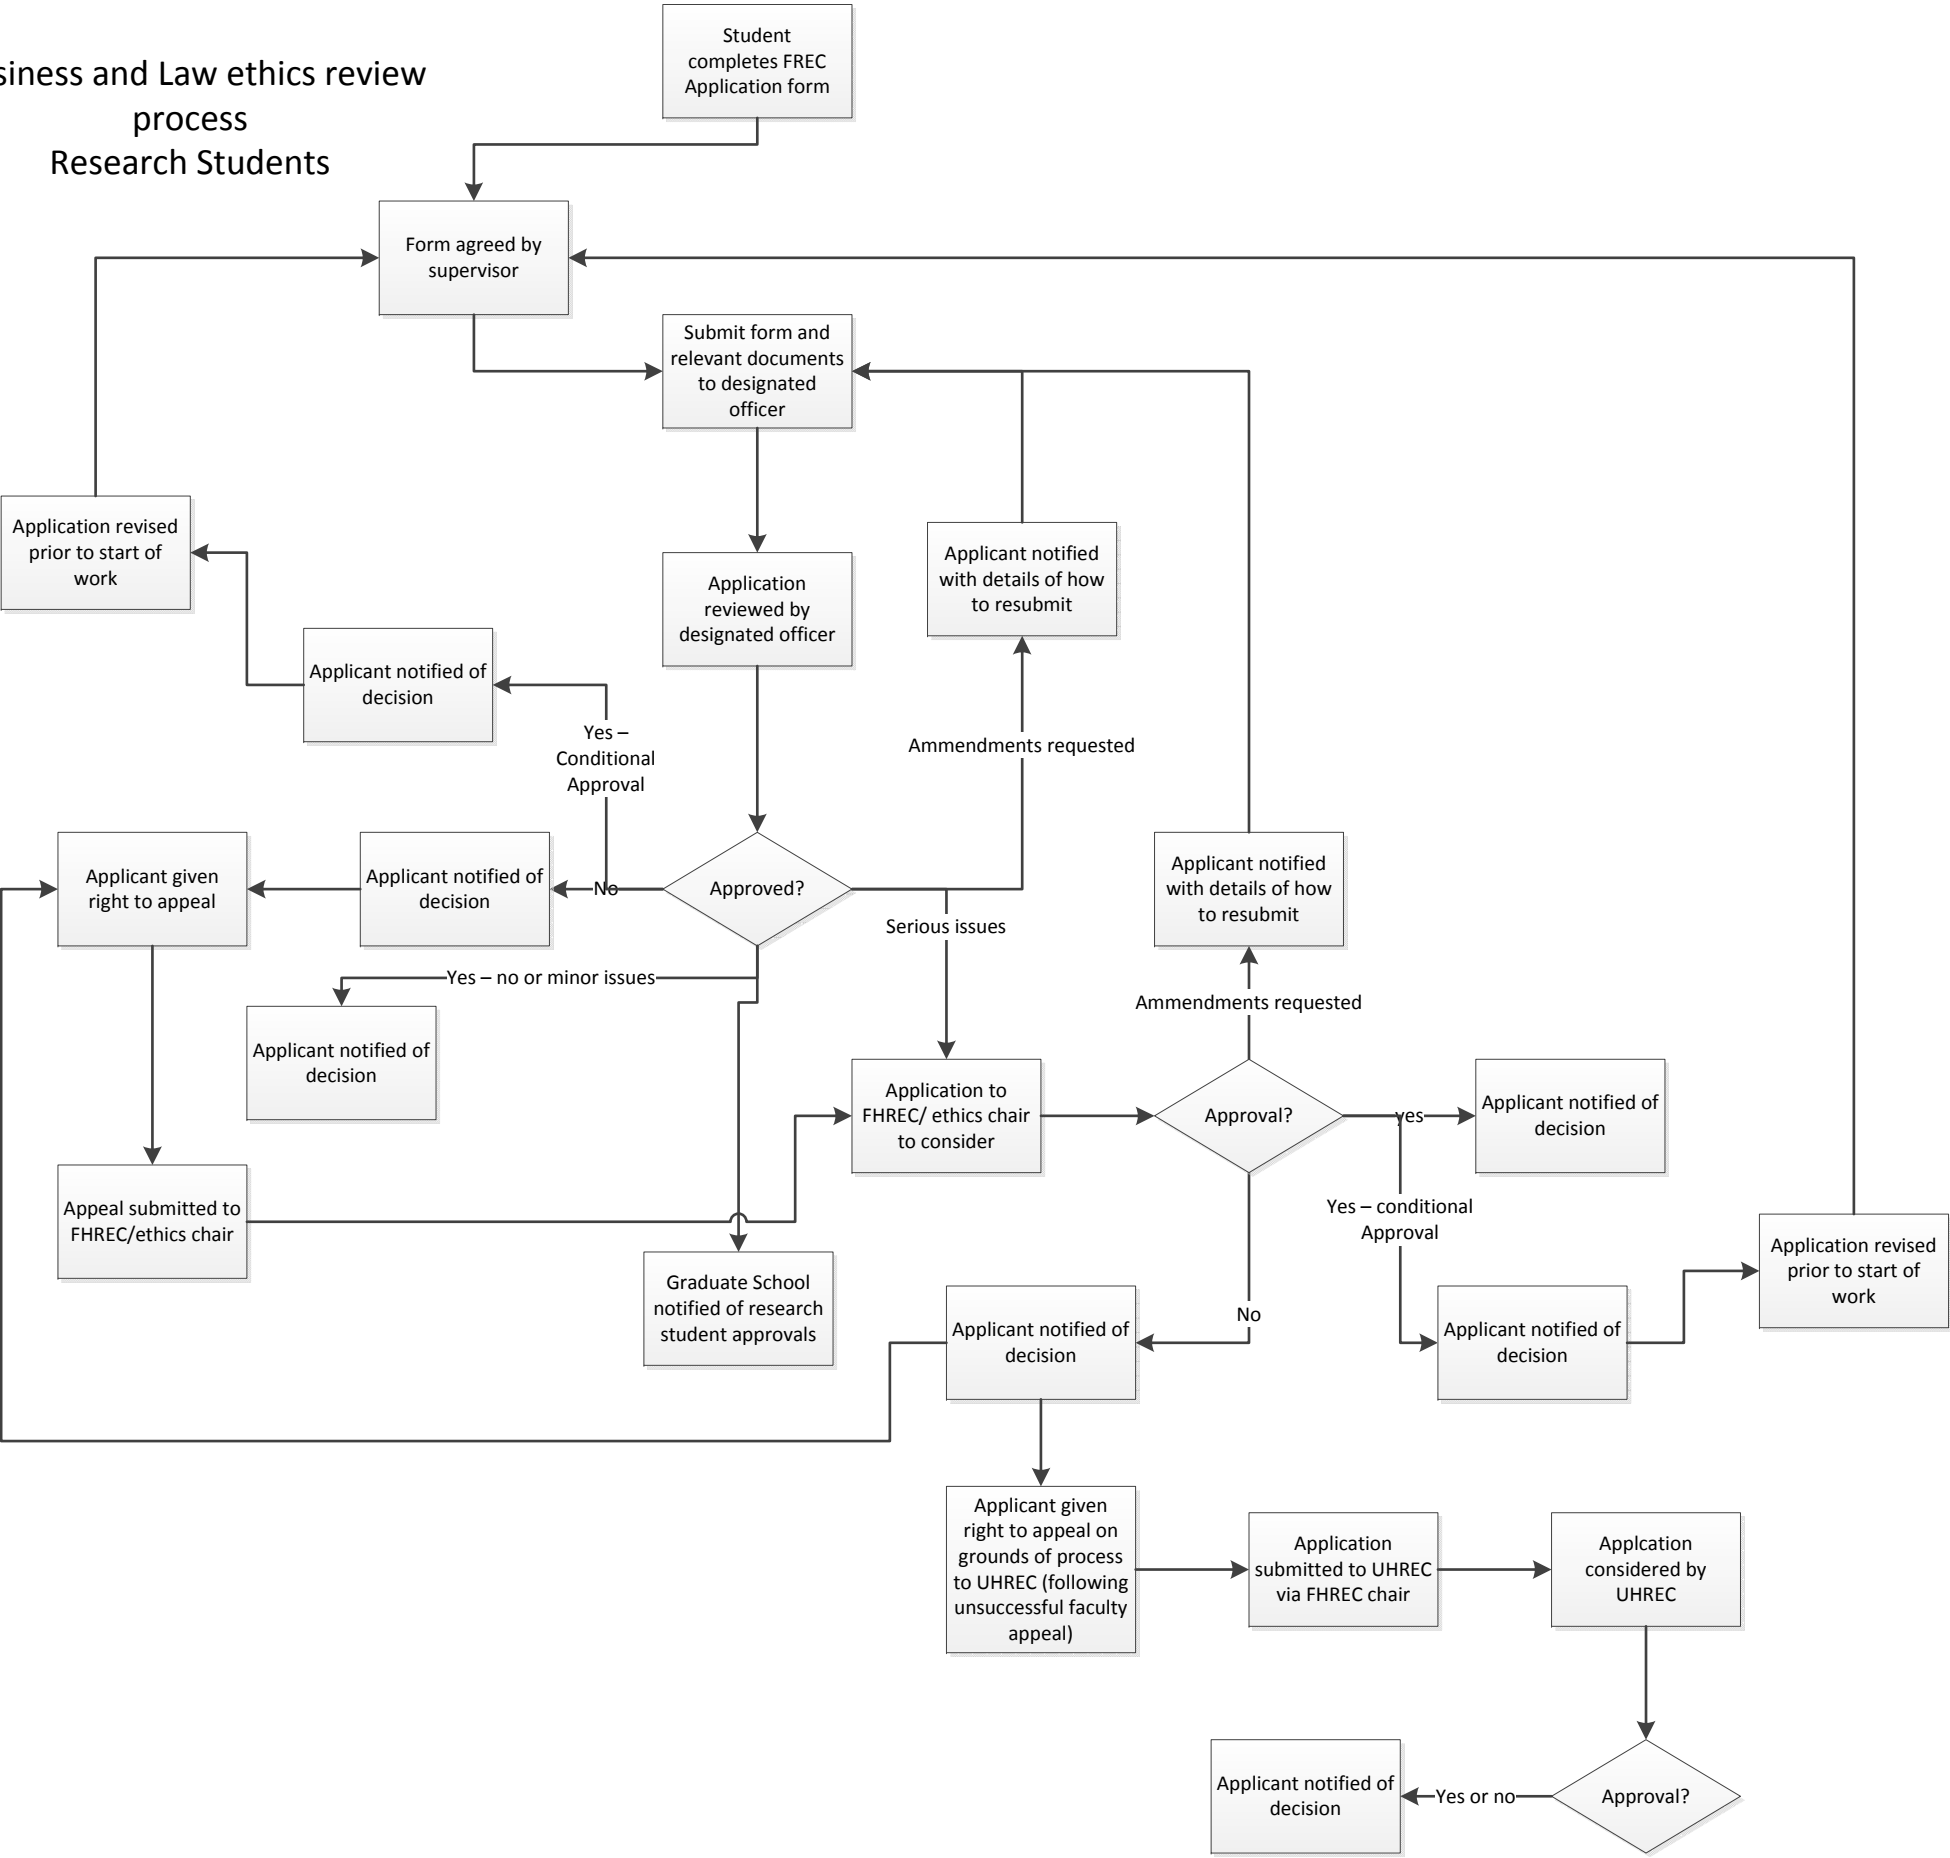 Student
completes FREC
Application form
siness and Law ethics review
process
Research Students
Form agreed by
supervisor
Submit form and
relevant documents
to designated
officer
Application revised
prior to start of
work
Applicant notified
with details of how
to resubmit
Application
reviewed by
designated officer
Applicant notified of
decision
Yes –
Conditional
Approval
Ammendments requested
Applicant given
right to appeal
Applicant notified of
decision
No
Approved?
Applicant notified
with details of how
to resubmit
Serious issues
Yes – no or minor issues
Ammendments requested
Applicant notified of
decision
Application to
FHREC/ ethics chair
to consider
Approval?
yes
Applicant notified of
decision
Appeal submitted to
FHREC/ethics chair
Yes – conditional
Approval
Application revised
prior to start of
work
Graduate School
notified of research
student approvals
No
Applicant notified of
decision
Applicant notified of
decision
Applicant given
right to appeal on
grounds of process
to UHREC (following
unsuccessful faculty
appeal)
Application
submitted to UHREC
via FHREC chair
Applcation
considered by
UHREC
Applicant notified of
decision
Yes or no
Approval?